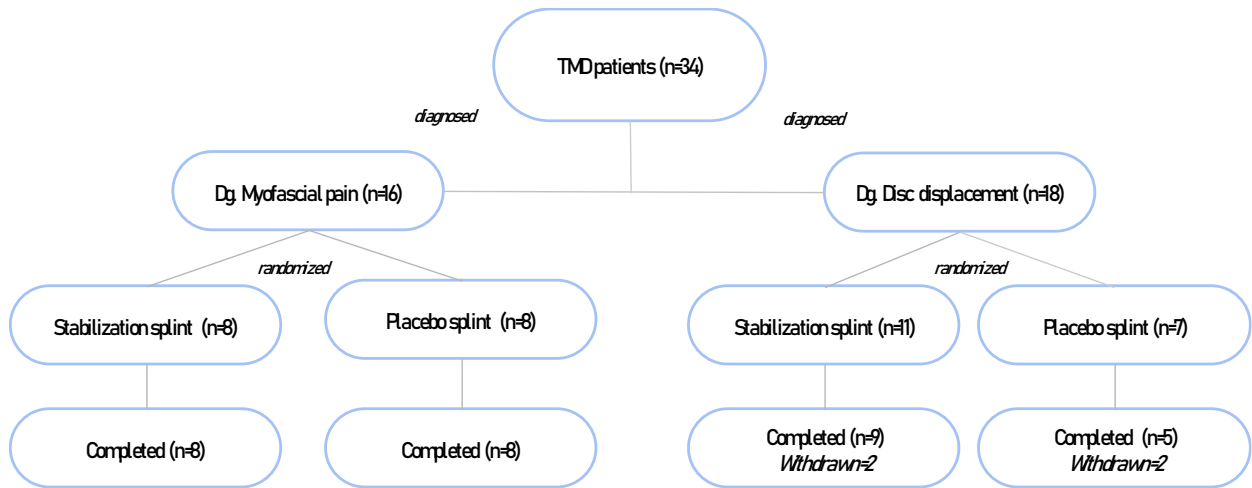 TMD patients (n=34)
diagnosed
diagnosed
Dg. Myofascial pain (n=16)
Dg. Disc displacement (n=18)
randomized
randomized
Stabilization splint (n=8)
Placebo splint (n=8)
Stabilization splint (n=11)
Placebo splint (n=7)
Completed (n=8)
Completed (n=8)
Completed (n=9)
Withdrawn=2
Completed (n=5)
Withdrawn=2